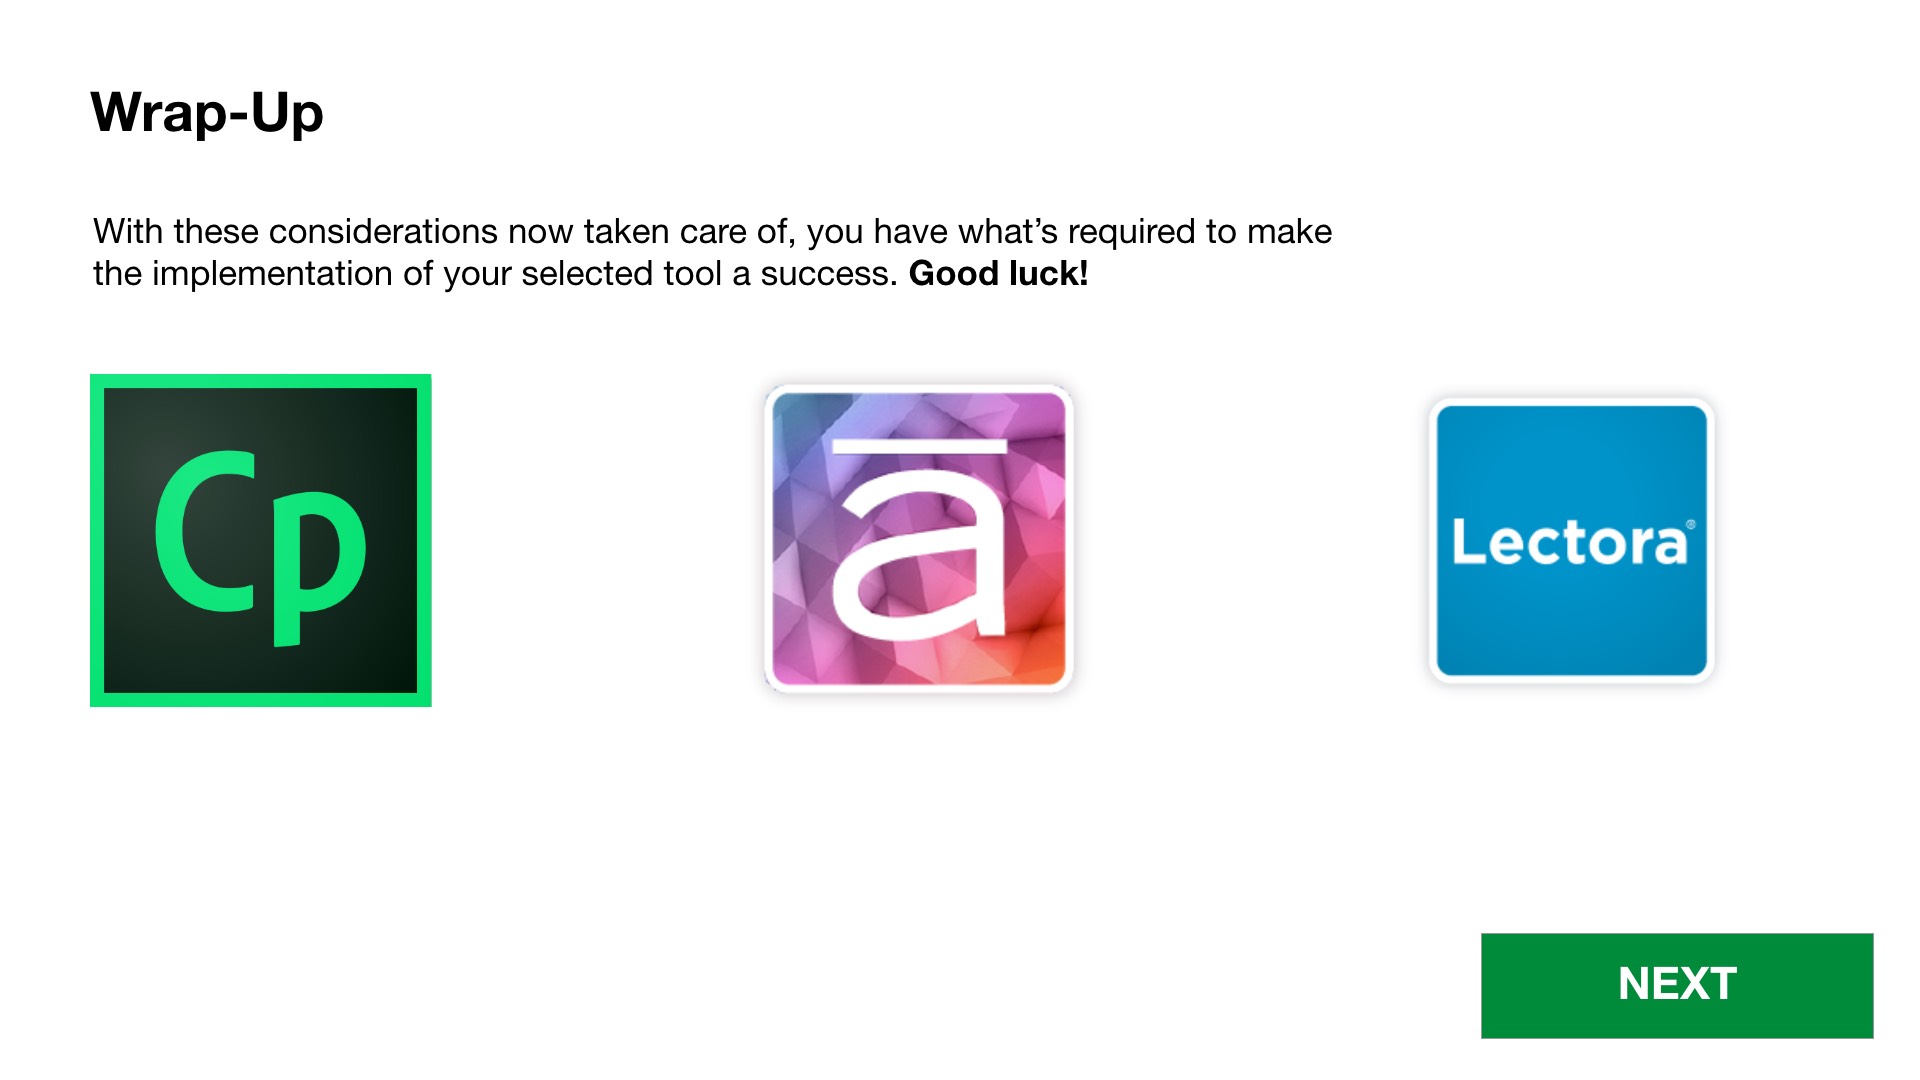 Wrap-Up
With these considerations now taken care of, you have what’s required to make
the implementation of your selected tool a success. Good luck!
Cp
ā
Lectora®
NEXT